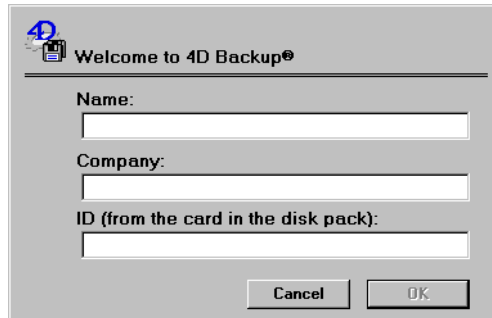 4D
Welcome to 4D Backup®
Name:
Company:
ID (from the card in the disk pack):
Cancel OK